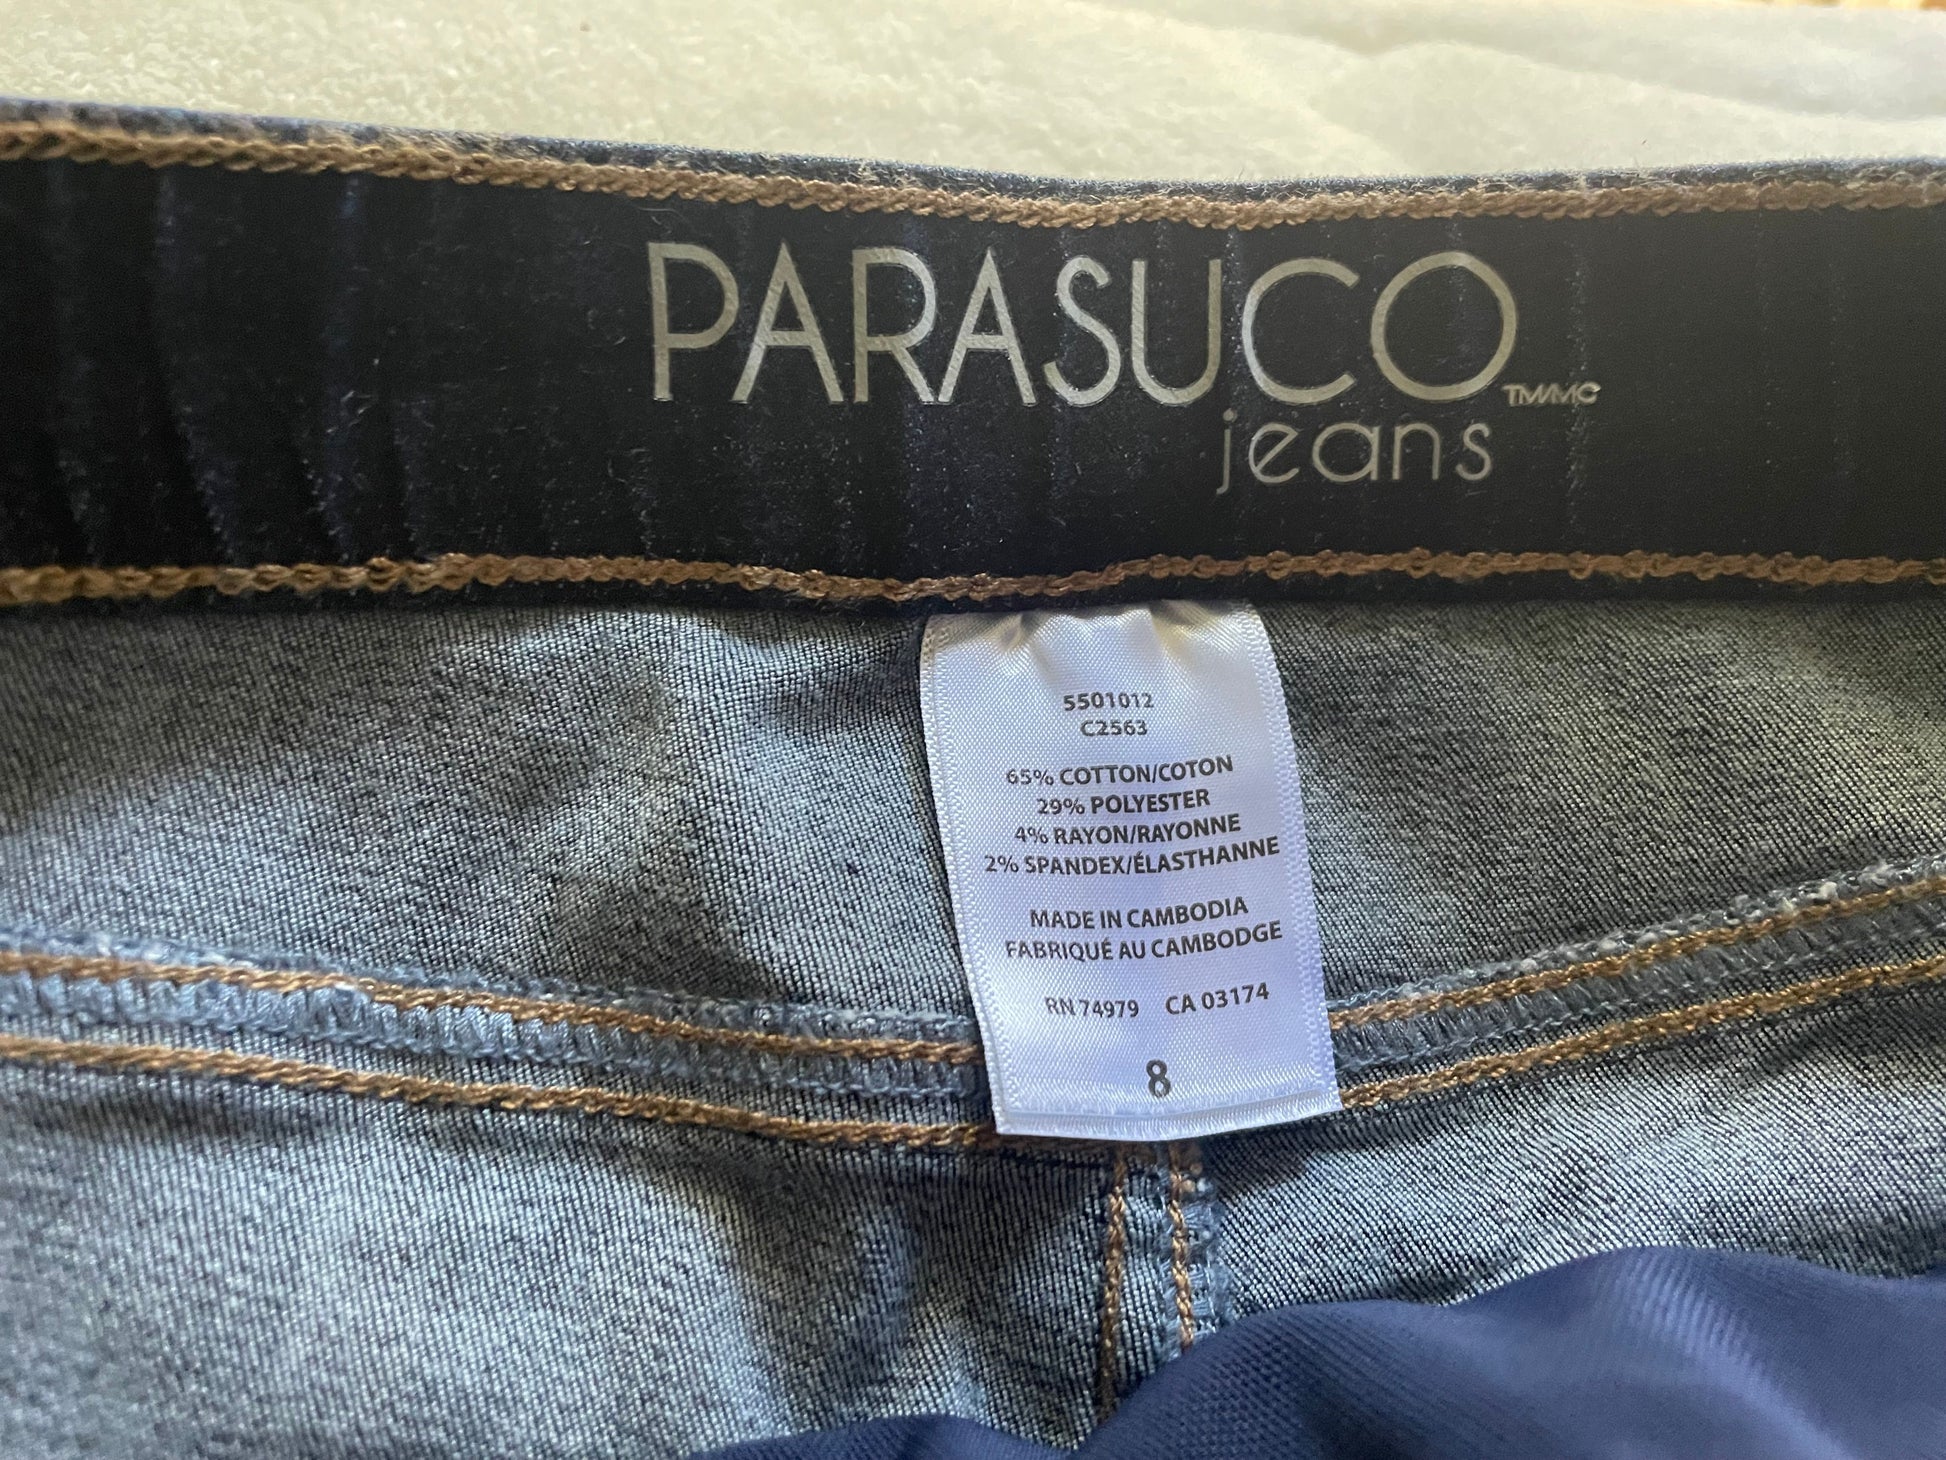 PARASUCO TM/MC
jeans
5501012
C2563
65% COTTON/COTON
29% POLYESTER
4% RAYON/RAYONNE
2% SPANDEX/ÉLASTHANNE
MADE IN CAMBODIA
FABRIQUÉ AU CAMBODGE
RN 74979 CA 03174
8